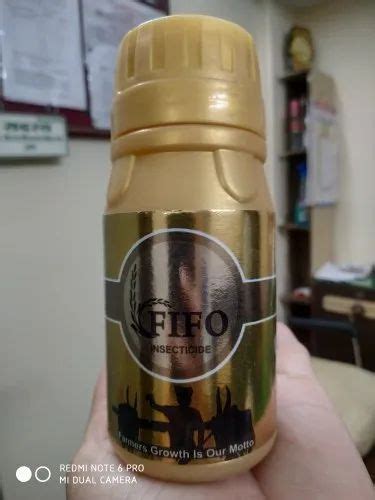 FIFO
INSECTICIDE
Farmers Growth Is Our Motto
REDMI NOTE 6 PRO
MI DUAL CAMERA